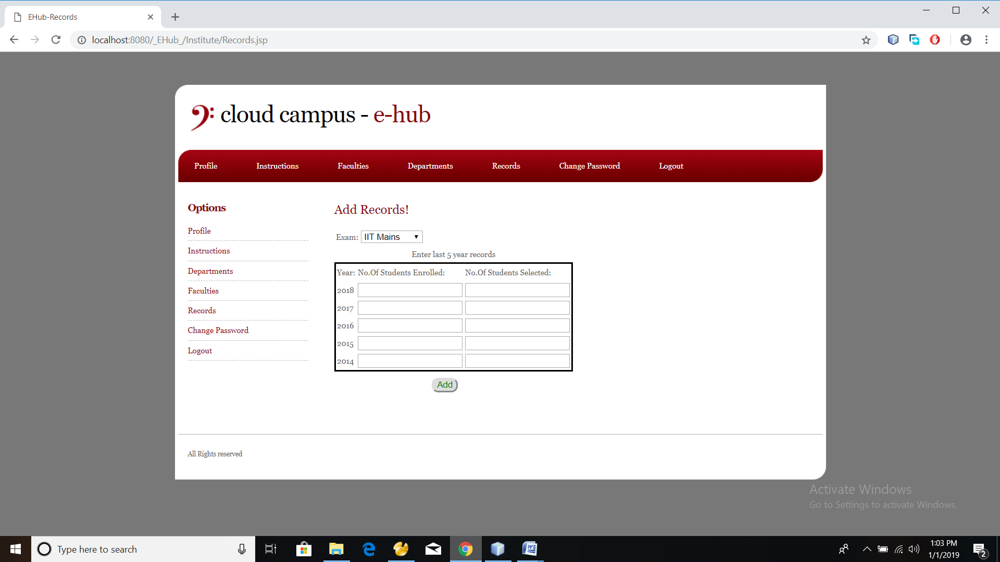 EHub-Records
localhost:8080/_EHub_/Institute/Records.jsp
cloud campus - e-hub
Profile Instructions Faculties Departments Records Change Password Logout
Options
Profile
Instructions
Departments
Faculties
Records
Change Password
Logout
Add Records!
Exam: IIT Mains
Enter last 5 year records
Year: No.Of Students Enrolled: No.Of Students Selected:
2018
2017
2016
2015
2014
Add
All Rights reserved
Activate Windows
Go to Settings to activate Windows.
Type here to search
1:03 PM
1/1/2019
2